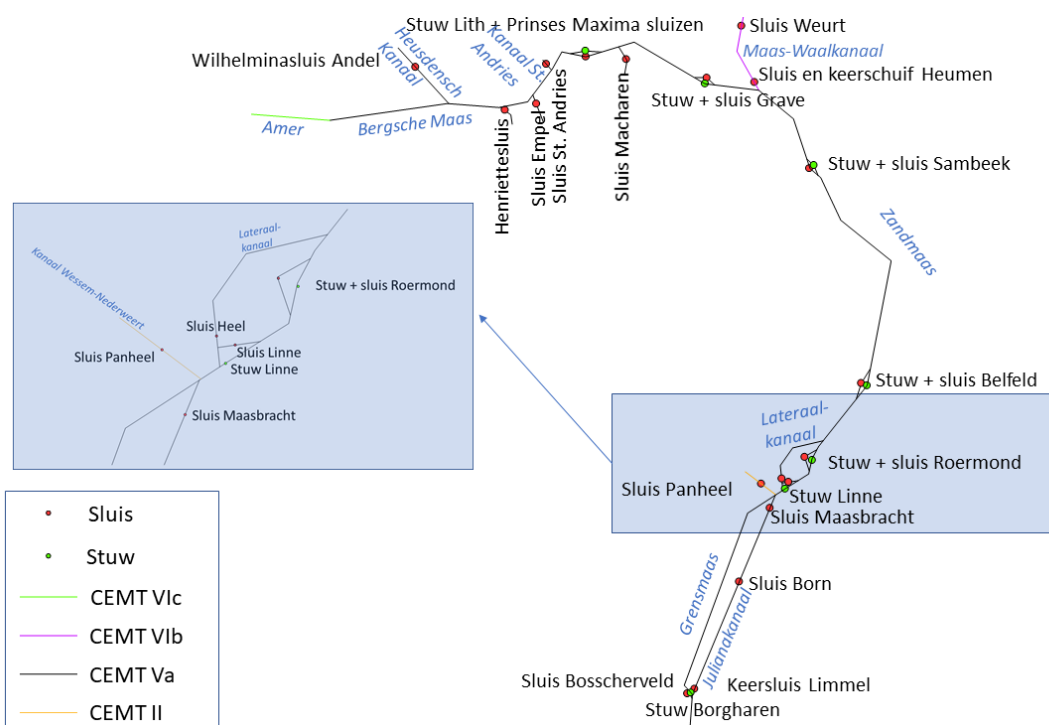 Stuw Lith + Prinses Maxima sluizen
Sluis Weurt
Maas-Waalkanaal
Wilhelminasluis Andel
Heusdensch
Kanaal
Kanaal St.
Andries
Sluis en keerschuif Heumen
Stuw + sluis Grave
Amer
Bergsche Maas
Henriettesluis
Sluis Empel
Sluis St. Andries
Sluis Macharen
Stuw + sluis Sambeek
Zandmaas
Lateraal-
kanaal
Kanaal Wessem-Nederweert
Stuw + sluis Roermond
Sluis Heel
Sluis Linne
Stuw Linne
Sluis Panheel
Sluis Maasbracht
Stuw + sluis Belfeld
Lateraal-
kanaal
Stuw + sluis Roermond
Sluis Panheel
Stuw Linne
Sluis Maasbracht
Grensmaas
Julianakanaal
Sluis Born
Sluis Bosscherveld
Keersluis Limmel
Stuw Borgharen
Sluis
Stuw
CEMT VIc
CEMT VIb
CEMT Va
CEMT II